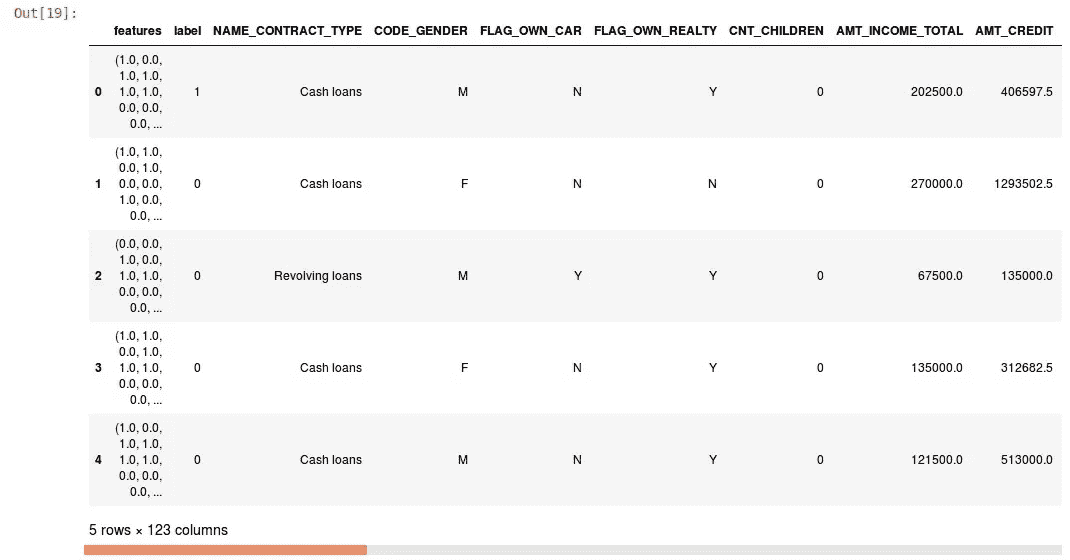 Out[19]:
features label NAME_CONTRACT_TYPE CODE_GENDER FLAG_OWN_CAR FLAG_OWN_REALTY CNT_CHILDREN AMT_INCOME_TOTAL AMT_CREDIT
(1.0, 0.0,
1.0, 1.0,
0 1.0, 1.0, 1 Cash loans M N Y 0 202500.0 406597.5
0.0, 0.0,
0.0, ...
(1.0, 1.0,
0.0, 1.0,
1 0.0, 0.0, 0 Cash loans F N N 0 270000.0 1293502.5
1.0, 0.0,
0.0, ...
(0.0, 0.0,
1.0, 0.0,
2 1.0, 1.0, 0 Revolving loans M Y Y 0 67500.0 135000.0
0.0, 0.0,
0.0, ...
(1.0, 1.0,
0.0, 1.0,
3 1.0, 1.0, 0 Cash loans F N Y 0 135000.0 312682.5
0.0, 0.0,
0.0, ...
(1.0, 0.0,
1.0, 1.0,
4 1.0, 1.0, 0 Cash loans M N Y 0 121500.0 513000.0
0.0, 0.0,
0.0, ...
5 rows × 123 columns